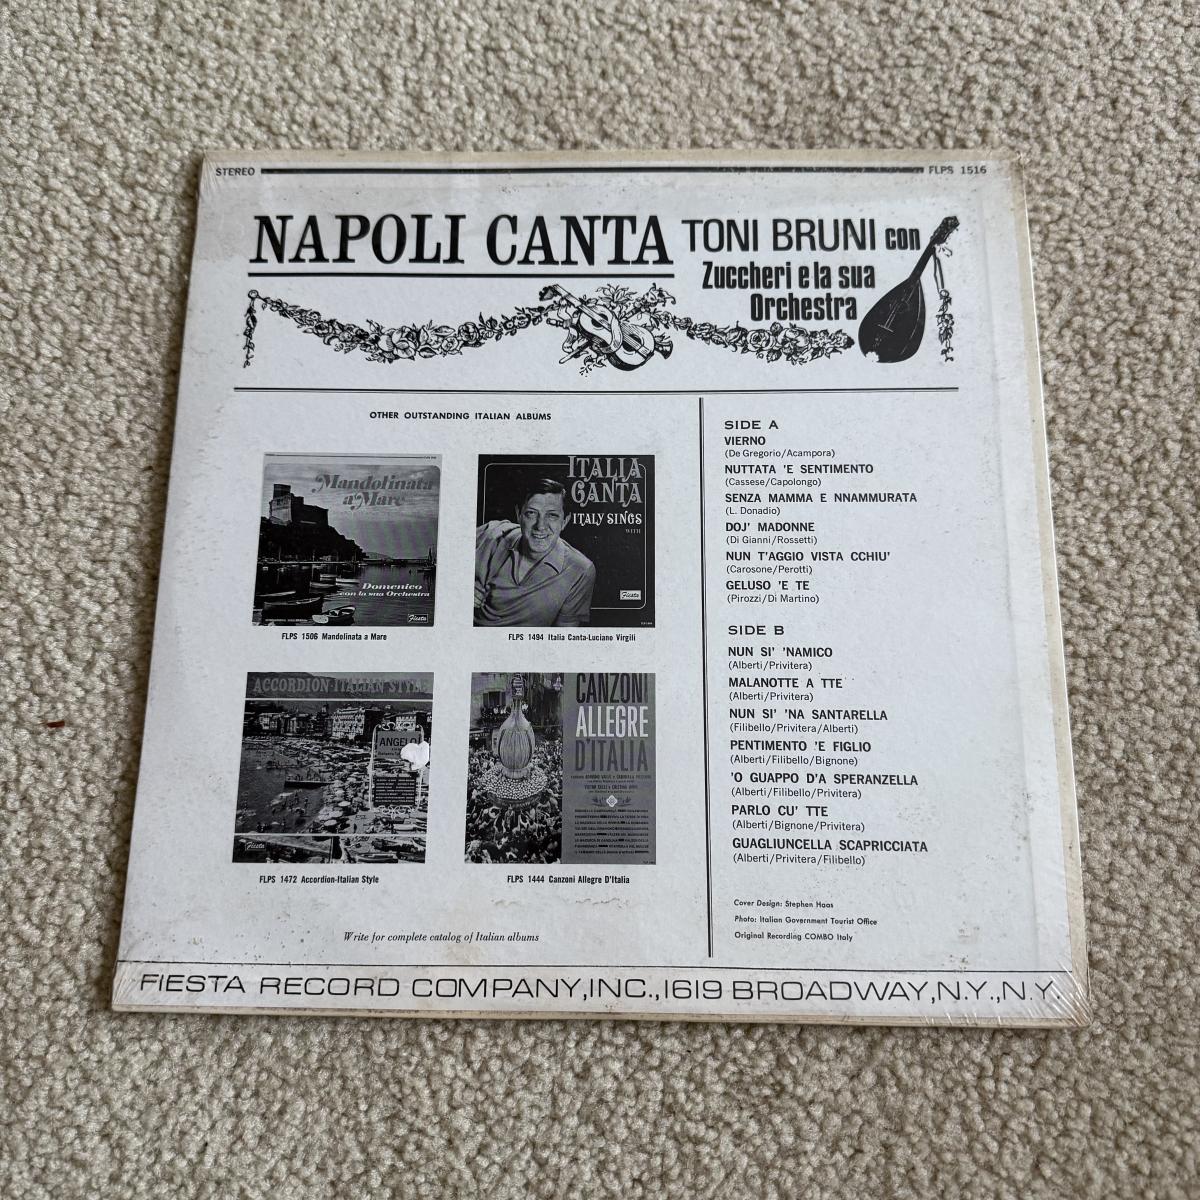 STEREO
FLPS 1516
NAPOLI CANTA
TONI BRUNI con
Zuccheri e la sua
Orchestra
OTHER OUTSTANDING ITALIAN ALBUMS
Mandolinata
a Mare
Domenico
con la sua Orchestra
Fiesta
FLPS 1506 Mandolinata a Mare
ITALIA
CANTA
ITALY SINGS
WITH
Fiesta
FLPS 1494 Italia Canta-Luciano Virgili
ACCORDION-ITALIAN STYLE
ANGELO
Fiesta
FLPS 1472 Accordion-Italian Style
CANZONI
ALLEGRE
D'ITALIA
FLPS 1444 Canzoni Allegre D'Italia
Write for complete catalog of Italian albums
SIDE A
VIERNO
(De Gregorio/Acampora)
NUTTATA 'E SENTIMENTO
(Cassese/Capolongo)
SENZA MAMMA E NNAMMURATA
(L. Donadio)
DOJ' MADONNE
(Di Gianni/Rossetti)
NUN T'AGGIO VISTA CCHIU'
(Carosone/Perotti)
GELUSO 'E TE
(Pirozzi/Di Martino)
SIDE B
NUN SI' 'NAMICO
(Alberti/Privitera)
MALANOTTE A TTE
(Alberti/Privitera)
NUN SI' 'NA SANTARELLA
(Filibello/Privitera/Alberti)
PENTIMENTO 'E FIGLIO
(Alberti/Filibello/Bignone)
'O GUAPPO D'A SPERANZELLA
(Alberti/Filibello/Privitera)
PARLO CU' TTE
(Alberti/Bignone/Privitera)
GUAGLIUNCELLA SCAPRICCIATA
(Alberti/Privitera/Filibello)
Cover Design: Stephen Haas
Photo: Italian Government Tourist Office
Original Recording COMBO Italy
FIESTA RECORD COMPANY,INC.,1619 BROADWAY,N.Y.,N.Y.